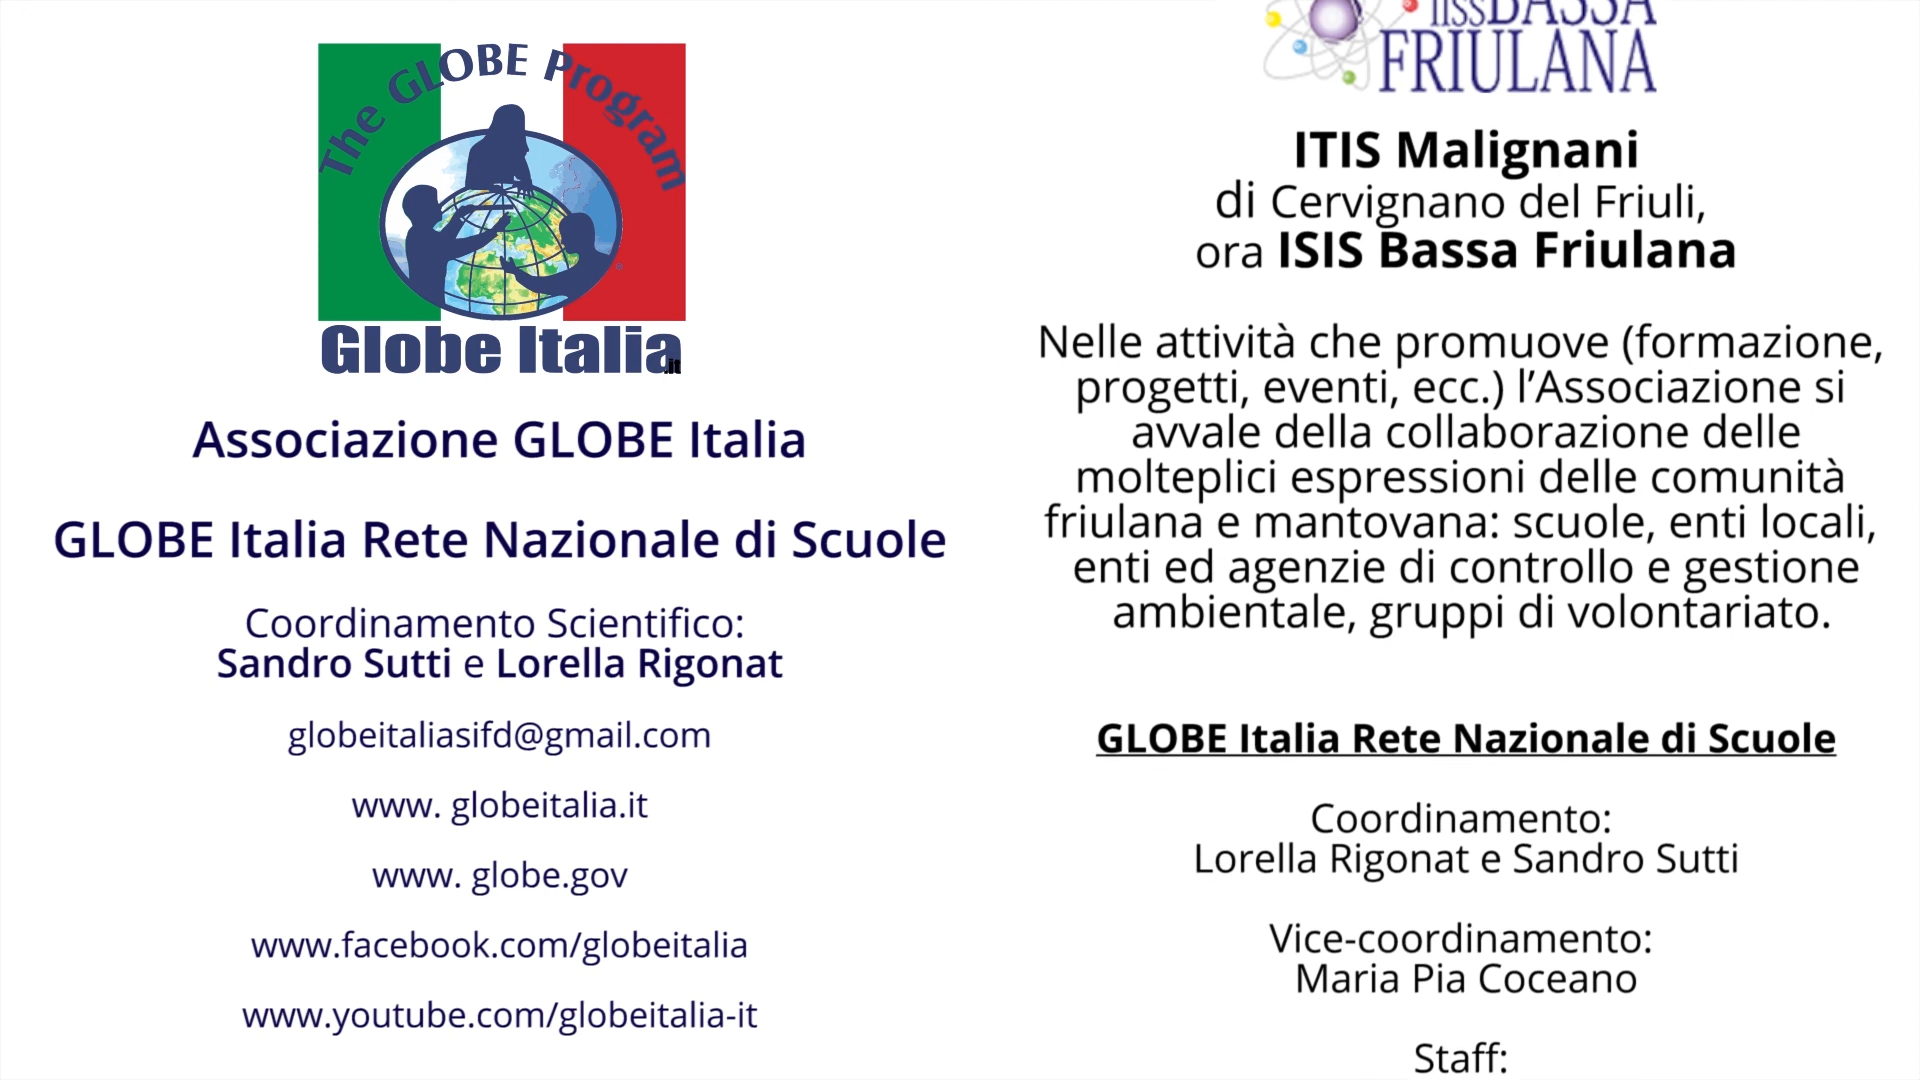 The GLOBE Program
Globe Italia
.it
Associazione GLOBE Italia
GLOBE Italia Rete Nazionale di Scuole
Coordinamento Scientifico:
Sandro Sutti e Lorella Rigonat
globeitaliasifd@gmail.com
www. globeitalia.it
www. globe.gov
www.facebook.com/globeitalia
www.youtube.com/globeitalia-it
IISSBASSA
FRIULANA
ITIS Malignani
di Cervignano del Friuli,
ora ISIS Bassa Friulana
Nelle attività che promuove (formazione,
progetti, eventi, ecc.) l’Associazione si
avvale della collaborazione delle
molteplici espressioni delle comunità
friulana e mantovana: scuole, enti locali,
enti ed agenzie di controllo e gestione
ambientale, gruppi di volontariato.
GLOBE Italia Rete Nazionale di Scuole
Coordinamento:
Lorella Rigonat e Sandro Sutti
Vice-coordinamento:
Maria Pia Coceano
Staff: